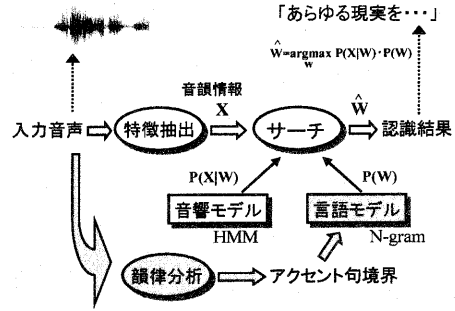 「あらゆる現実を・・・」
Ŵ=argmax P(X|W)・P(W)
W
音韻情報
X
Ŵ
入力音声
特徴抽出
サーチ
認識結果
P(X|W)
P(W)
音響モデル
言語モデル
HMM
N-gram
韻律分析
アクセント句境界